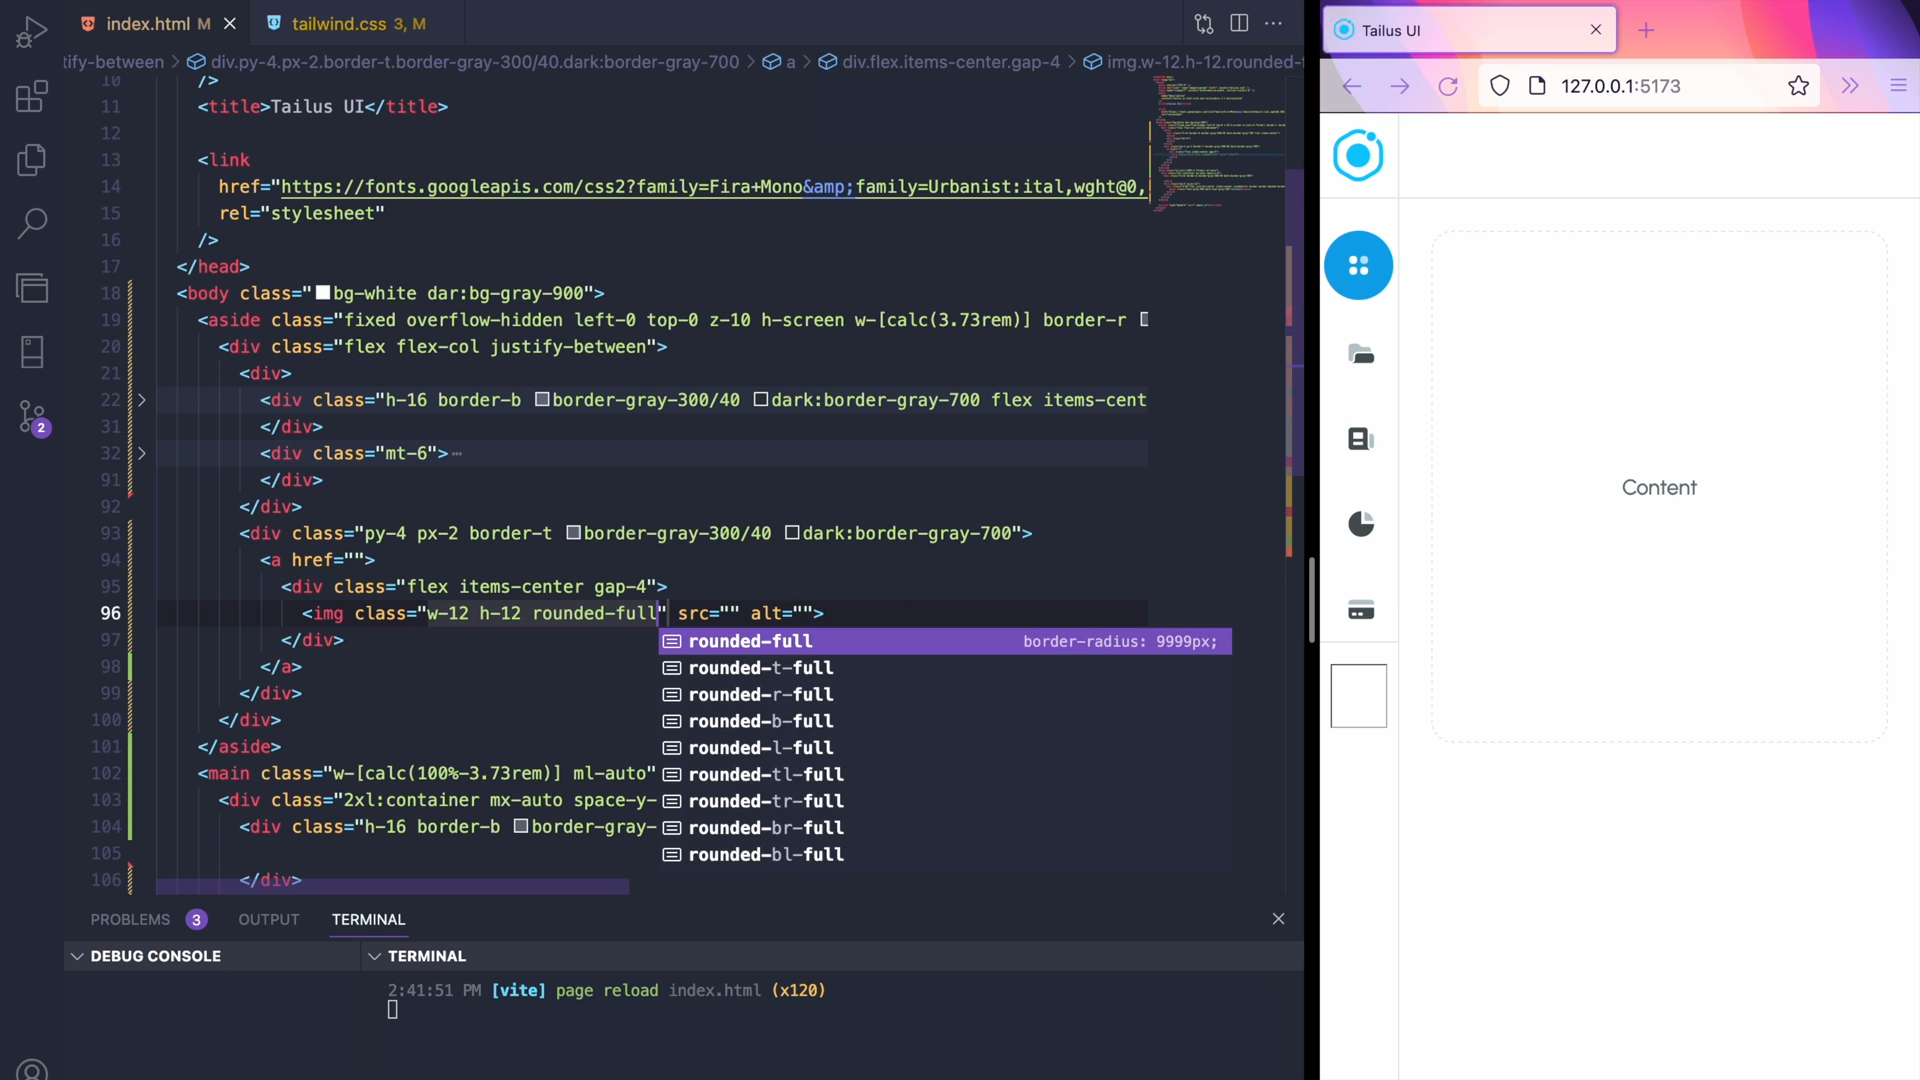 index.html M
tailwind.css 3, M
tify-between > div.py-4.px-2.border-t.border-gray-300/40.dark:border-gray-700 > a > div.flex.items-center.gap-4 > img.w-12.h-12.rounded-f
10 />
11 <title>Tailus UI</title>
12
13 <link
14 href="https://fonts.googleapis.com/css2?family=Fira+Mono&amp;family=Urbanist:ital,wght@0,
15 rel="stylesheet"
16 />
17 </head>
18 <body class="bg-white dar:bg-gray-900">
19 <aside class="fixed overflow-hidden left-0 top-0 z-10 h-screen w-[calc(3.73rem)] border-r
20 <div class="flex flex-col justify-between">
21 <div>
22 <div class="h-16 border-b border-gray-300/40 dark:border-gray-700 flex items-cent
31 </div>
32 <div class="mt-6">⋯
91 </div>
92 </div>
93 <div class="py-4 px-2 border-t border-gray-300/40 dark:border-gray-700">
94 <a href="">
95 <div class="flex items-center gap-4">
96 <img class="w-12 h-12 rounded-full" src="" alt="">
97 </div>
98 </a>
99 </div>
100 </div>
101 </aside>
102 <main class="w-[calc(100%-3.73rem)] ml-auto"
103 <div class="2xl:container mx-auto space-y-
104 <div class="h-16 border-b border-gray-
105
106 </div>
rounded-full border-radius: 9999px;
rounded-t-full
rounded-r-full
rounded-b-full
rounded-l-full
rounded-tl-full
rounded-tr-full
rounded-br-full
rounded-bl-full
2
PROBLEMS 3 OUTPUT TERMINAL
DEBUG CONSOLE
TERMINAL
2:41:51 PM [vite] page reload index.html (x120)
Tailus UI
127.0.0.1:5173
Content